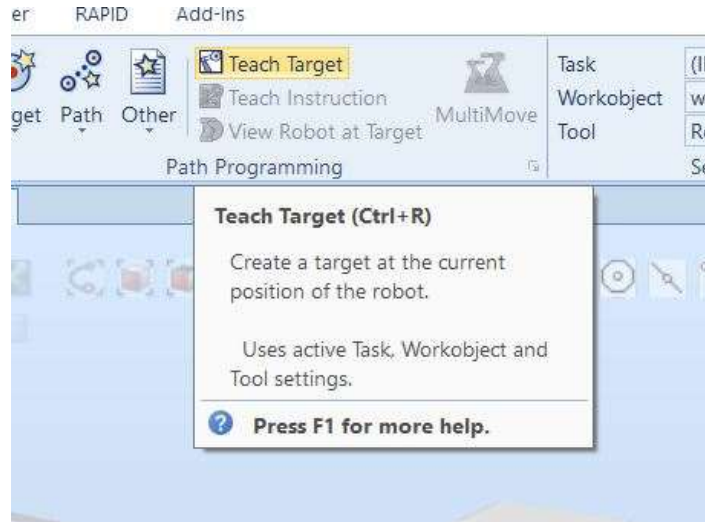 er RAPID Add-Ins
Teach Target
Teach Instruction
View Robot at Target
get Path Other
MultiMove
Task (I
Workobject w
Tool R
Path Programming Se
Teach Target (Ctrl+R)
Create a target at the current
position of the robot.
Uses active Task, Workobject and
Tool settings.
Press F1 for more help.